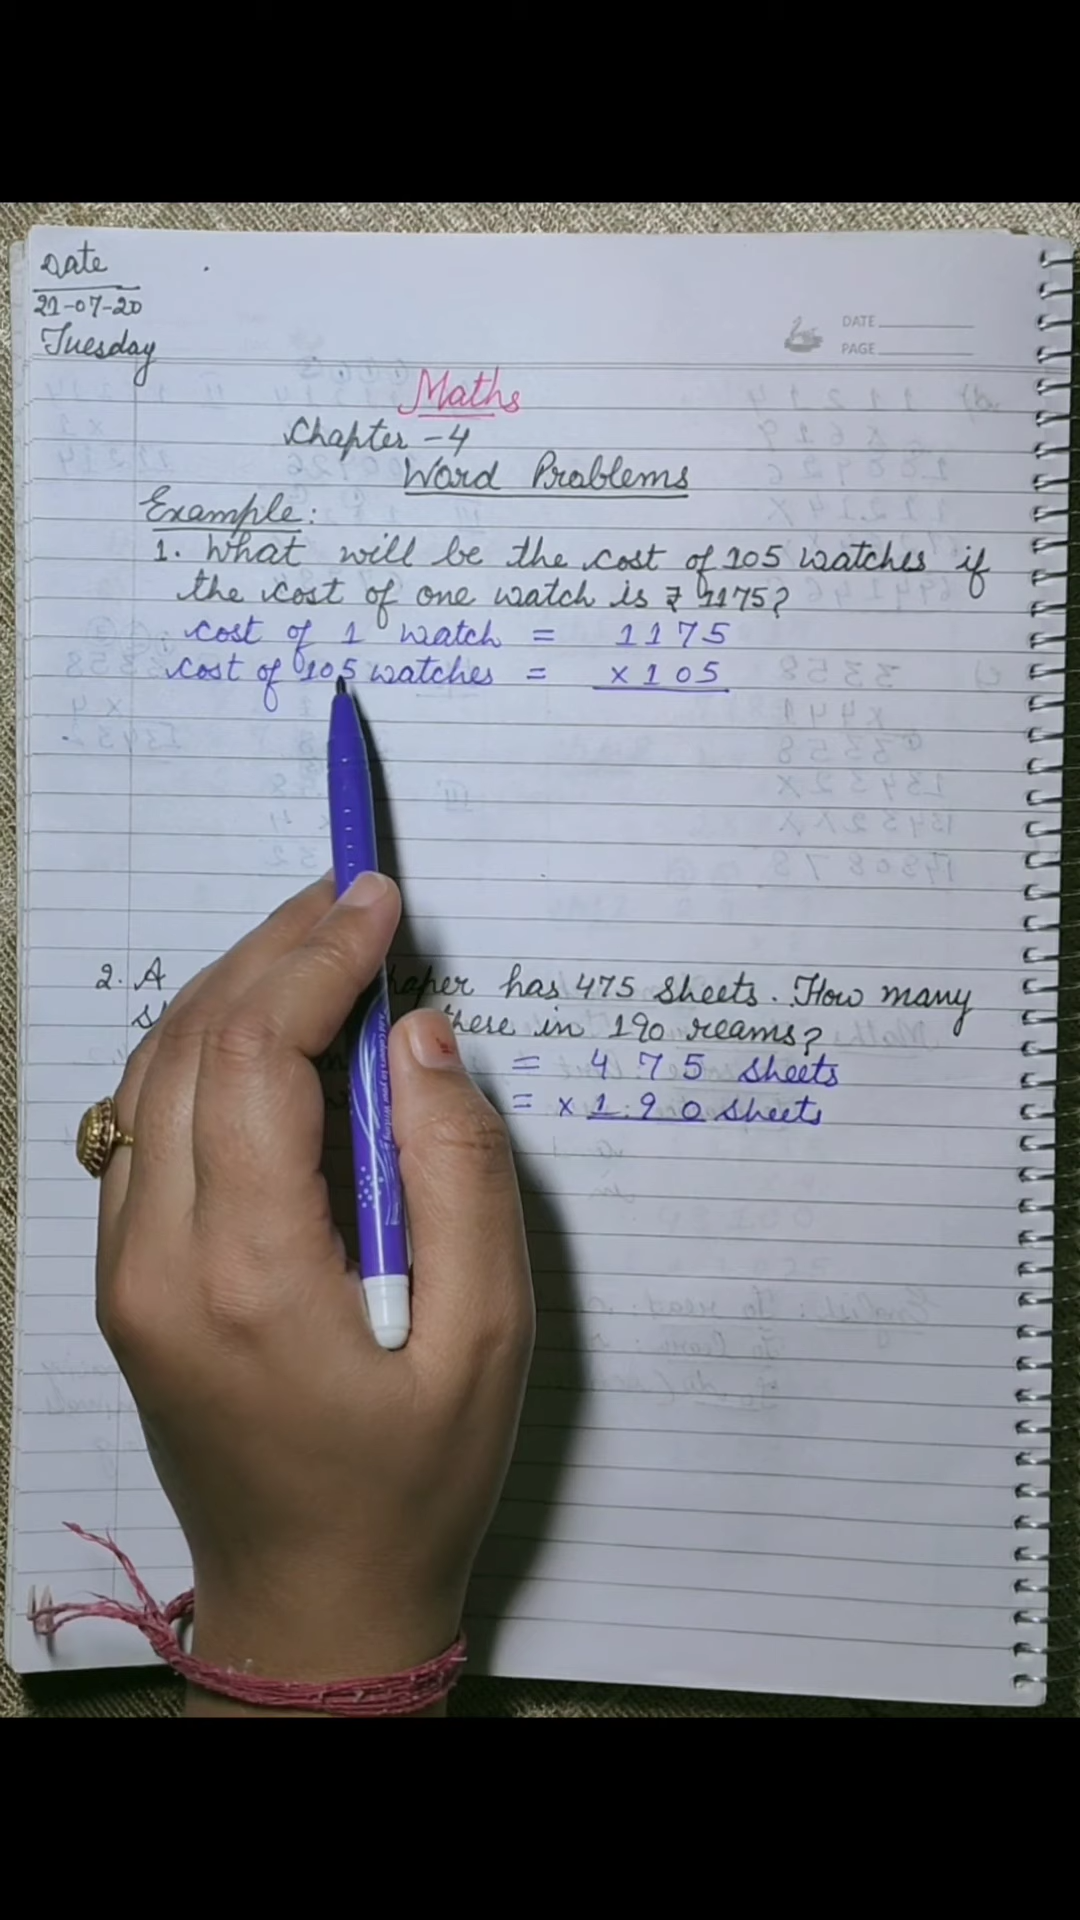 Date
21-07-20
Tuesday
DATE
PAGE
Maths
Chapter - 4
Word Problems
Example:
1. What will be the cost of 105 watches if
the cost of one watch is ₹ 1175?
cost of 1 watch = 1175
cost of 105 watches = × 105
2. A paper has 475 sheets. How many
there in 190 reams?
= 475 sheets
= × 190 sheets